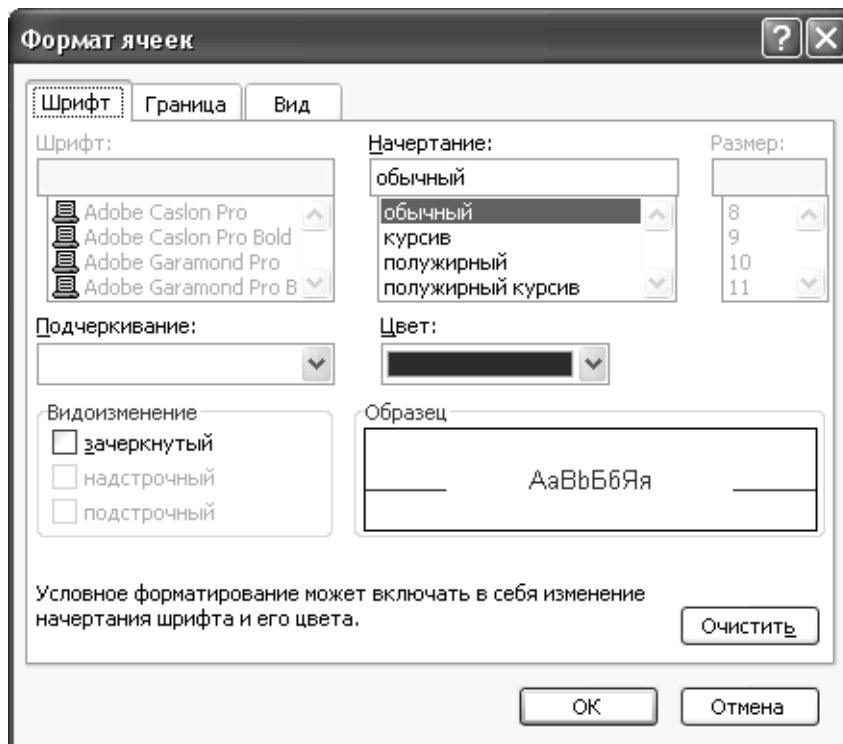 Формат ячеек
Шрифт Граница Вид
Шрифт: Начертание: Размер:
обычный
Adobe Caslon Pro обычный 8
Adobe Caslon Pro Bold курсив 9
Adobe Garamond Pro полужирный 10
Adobe Garamond Pro B полужирный курсив 11
Подчеркивание: Цвет:
Видоизменение Образец
зачеркнутый
надстрочный АаВbБбЯя
подстрочный
Условное форматирование может включать в себя изменение
начертания шрифта и его цвета.
Очистить
ОК Отмена